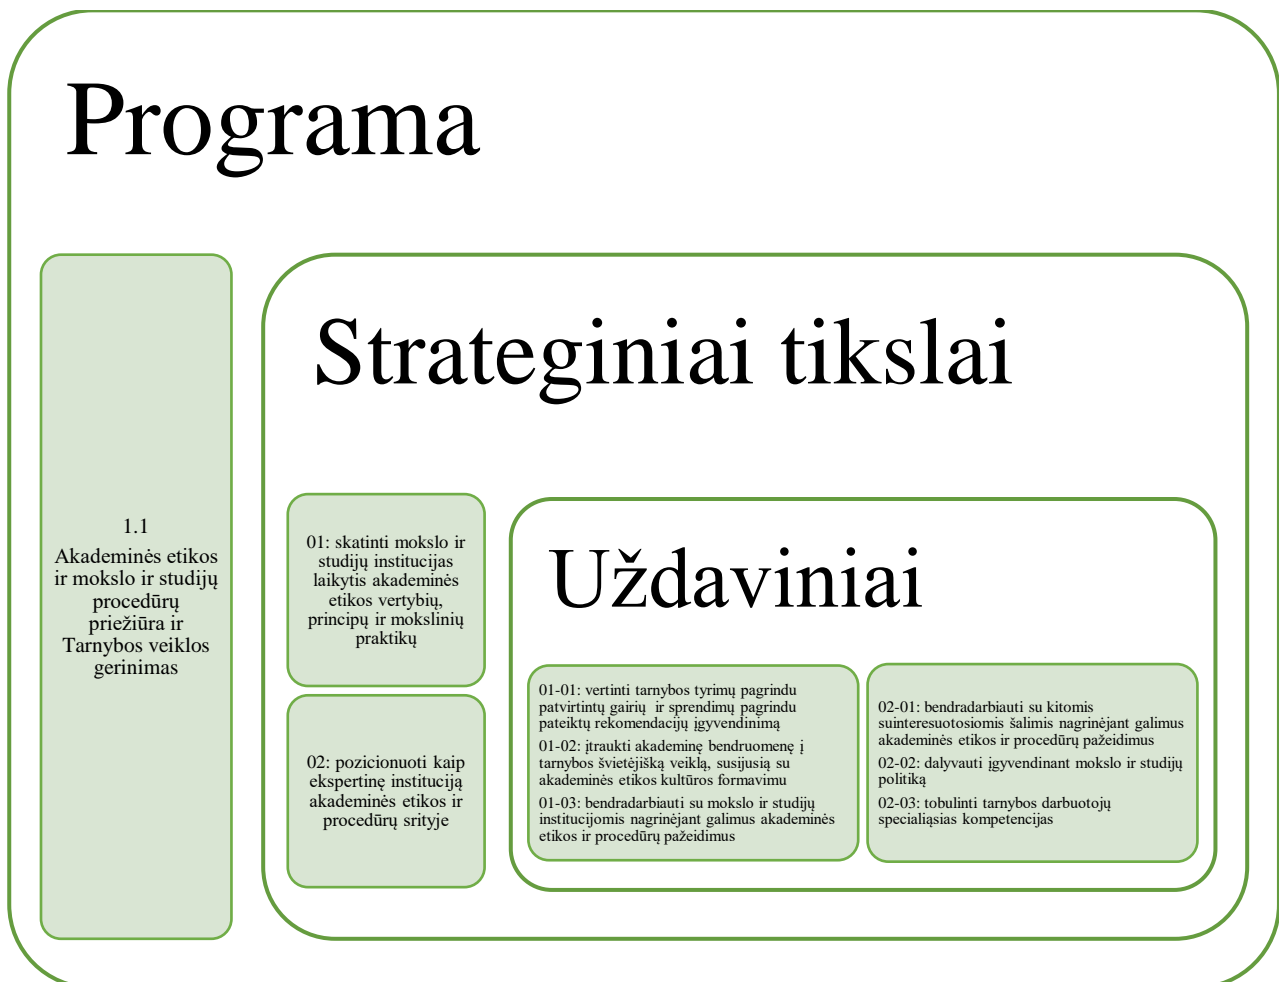 Programa
1.1
Akademinės etikos
ir mokslo ir studijų
procedūrų
priežiūra ir
Tarnybos veiklos
gerinimas
Strateginiai tikslai
01: skatinti mokslo ir
studijų institucijas
laikytis akademinės
etikos vertybių,
principų ir mokslinių
praktikų
02: pozicionuoti kaip
ekspertinę instituciją
akademinės etikos ir
procedūrų srityje
Uždaviniai
01-01: vertinti tarnybos tyrimų pagrindu
patvirtintų gairių  ir sprendimų pagrindu
pateiktų rekomendacijų įgyvendinimą
01-02: įtraukti akademinę bendruomenę į
tarnybos švietėjišką veiklą, susijusią su
akademinės etikos kultūros formavimu
01-03: bendradarbiauti su mokslo ir studijų
institucijomis nagrinėjant galimus akademinės
etikos ir procedūrų pažeidimus
02-01: bendradarbiauti su kitomis
suinteresuotosiomis šalimis nagrinėjant galimus
akademinės etikos ir procedūrų pažeidimus
02-02: dalyvauti įgyvendinant mokslo ir studijų
politiką
02-03: tobulinti tarnybos darbuotojų
specialiąsias kompetencijas